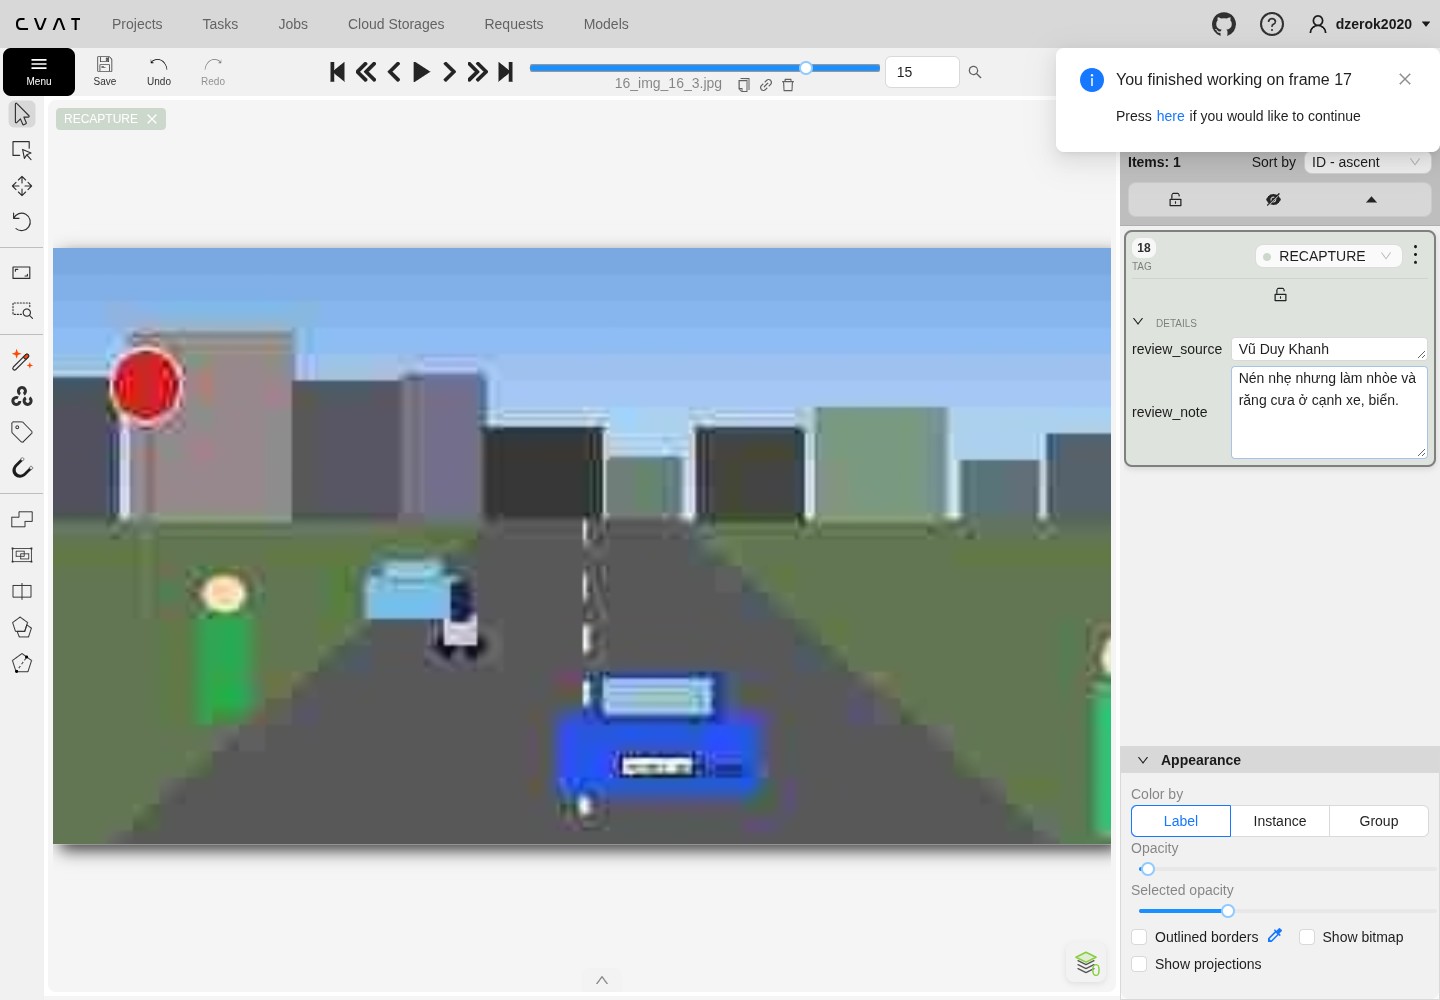 CVAT
Projects
Tasks
Jobs
Cloud Storages
Requests
Models
dzerok2020
Menu
Save
Undo
Redo
16_img_16_3.jpg
15
You finished working on frame 17
Press here if you would like to continue
RECAPTURE
Items: 1
Sort by
ID - ascent
18
TAG
RECAPTURE
DETAILS
review_source
Vũ Duy Khanh
review_note
Nén nhẹ nhưng làm nhòe và
răng cưa ở cạnh xe, biển.
Appearance
Color by
Label
Instance
Group
Opacity
Selected opacity
Outlined borders
Show bitmap
Show projections
0